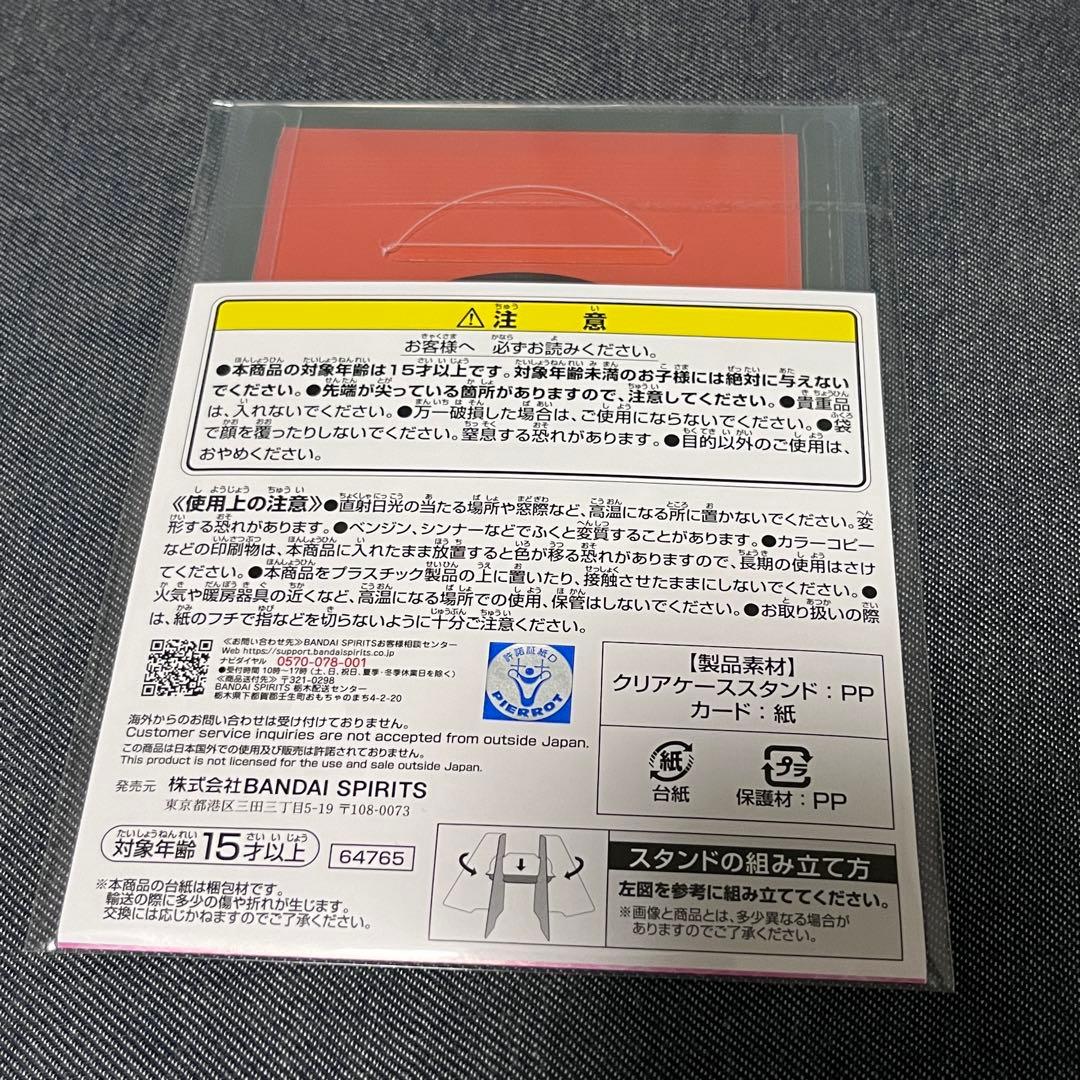 ⚠注意
お客様へ 必ずお読みください。
●本商品の対象年齢は15才以上です。対象年齢未満のお子様には絶対に与えない
でください。●先端が尖っている箇所がありますので、注意してください。●貴重品
は、入れないでください。●万一破損した場合は、ご使用にならないでください。●袋
で顔を覆ったりしないでください。窒息する恐れがあります。●目的以外のご使用は、
おやめください。
《使用上の注意》●直射日光の当たる場所や窓際など、高温になる所に置かないでください。変
形する恐れがあります。●ベンジン、シンナーなどでふくと変質することがあります。●カラーコピー
などの印刷物は、本商品に入れたまま放置すると色が移る恐れがありますので、長期の使用はさけ
てください。●本商品をプラスチック製品の上に置いたり、接触させたままにしないでください。●
火気や暖房器具の近くなど、高温になる場所での使用、保管はしないでください。●お取り扱いの際
は、紙のフチで指などを切らないように十分ご注意ください。
≪お問い合わせ先≫BANDAI SPIRITSお客様相談センター
Web https://support.bandaispirits.co.jp
ナビダイヤル 0570-078-001
●受付時間 10時〜17時(土、日、祝日、夏季・冬季休業日を除く)
≪商品送付先≫〒321-0298
BANDAI SPIRITS 栃木配送センター
栃木県下都賀郡壬生町おもちゃのまち4-2-20
許諾証紙D
PIERROT
【製品素材】
クリアケーススタンド：PP
カード：紙
紙
台紙
プラ
保護材：PP
海外からのお問い合わせは受け付けておりません。
Customer service inquiries are not accepted from outside Japan.
この商品は日本国外での使用及び販売は許諾されておりません。
This product is not licensed for the use and sale outside Japan.
発売元 株式会社BANDAI SPIRITS
東京都港区三田三丁目5-19 〒108-0073
対象年齢15才以上
64765
※本商品の台紙は梱包材です。
輸送の際に多少の傷や折れが生じます。
交換には応じかねますのでご了承ください。
スタンドの組み立て方
左図を参考に組み立ててください。
※画像と商品とは、多少異なる場合が
ありますのでご了承ください。